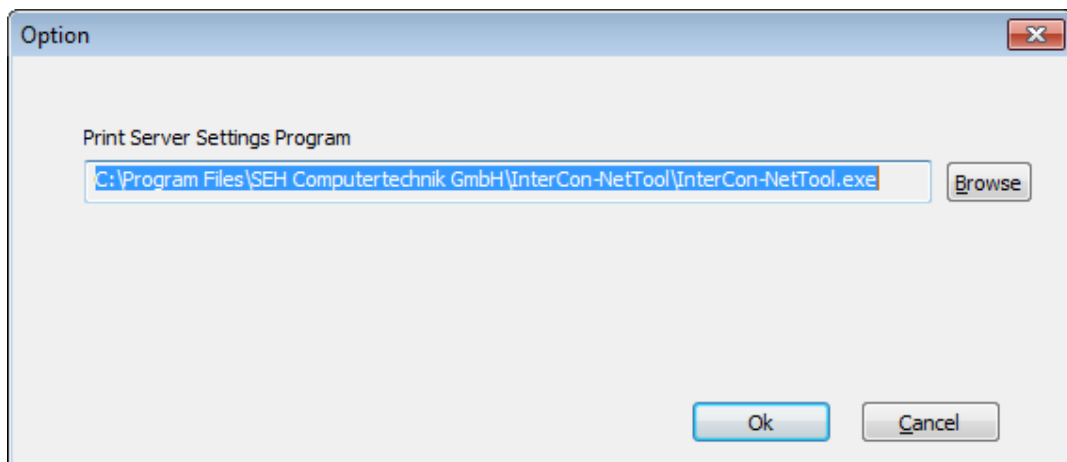 Option
Print Server Settings Program
C:\Program Files\SEH Computertechnik GmbH\InterCon-NetTool\InterCon-NetTool.exe
Browse
Ok
Cancel